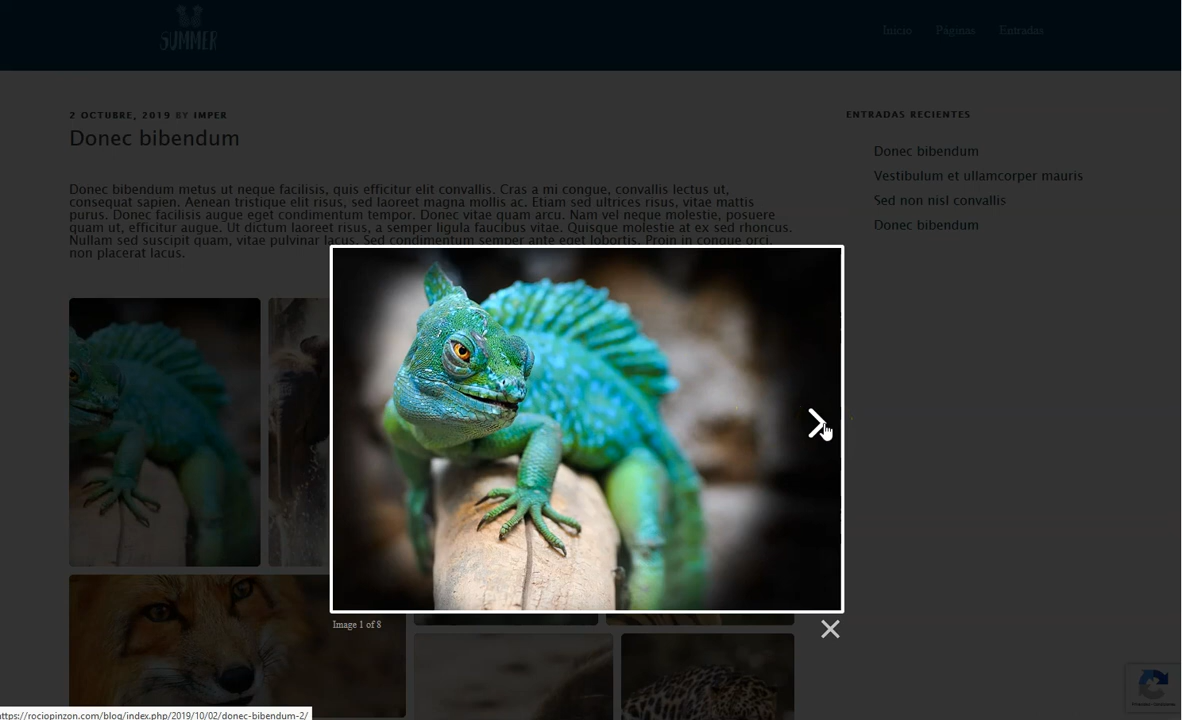 SUMMER
Inicio
Páginas
Entradas
2 OCTUBRE, 2019 BY IMPER
Donec bibendum
Donec bibendum metus ut neque facilisis, quis efficitur elit convallis. Cras a mi congue, convallis lectus ut,
consequat sapien. Aenean tristique elit risus, sed laoreet magna mollis ac. Etiam sed ultrices risus, vitae mattis
purus. Donec facilisis augue eget condimentum tempor. Donec vitae quam arcu. Nam vel neque molestie, posuere
quam ut, efficitur augue. Ut dictum laoreet risus, a semper ligula faucibus vitae. Quisque molestie at ex sed rhoncus.
Nullam sed suscipit quam, vitae pulvinar lacus. Sed condimentum semper ante eget lobortis. Proin in congue orci,
non placerat lacus.
ENTRADAS RECIENTES
Donec bibendum
Vestibulum et ullamcorper mauris
Sed non nisl convallis
Donec bibendum
Image 1 of 8
ttps://rociopinzon.com/blog/index.php/2019/10/02/donec-bibendum-2/